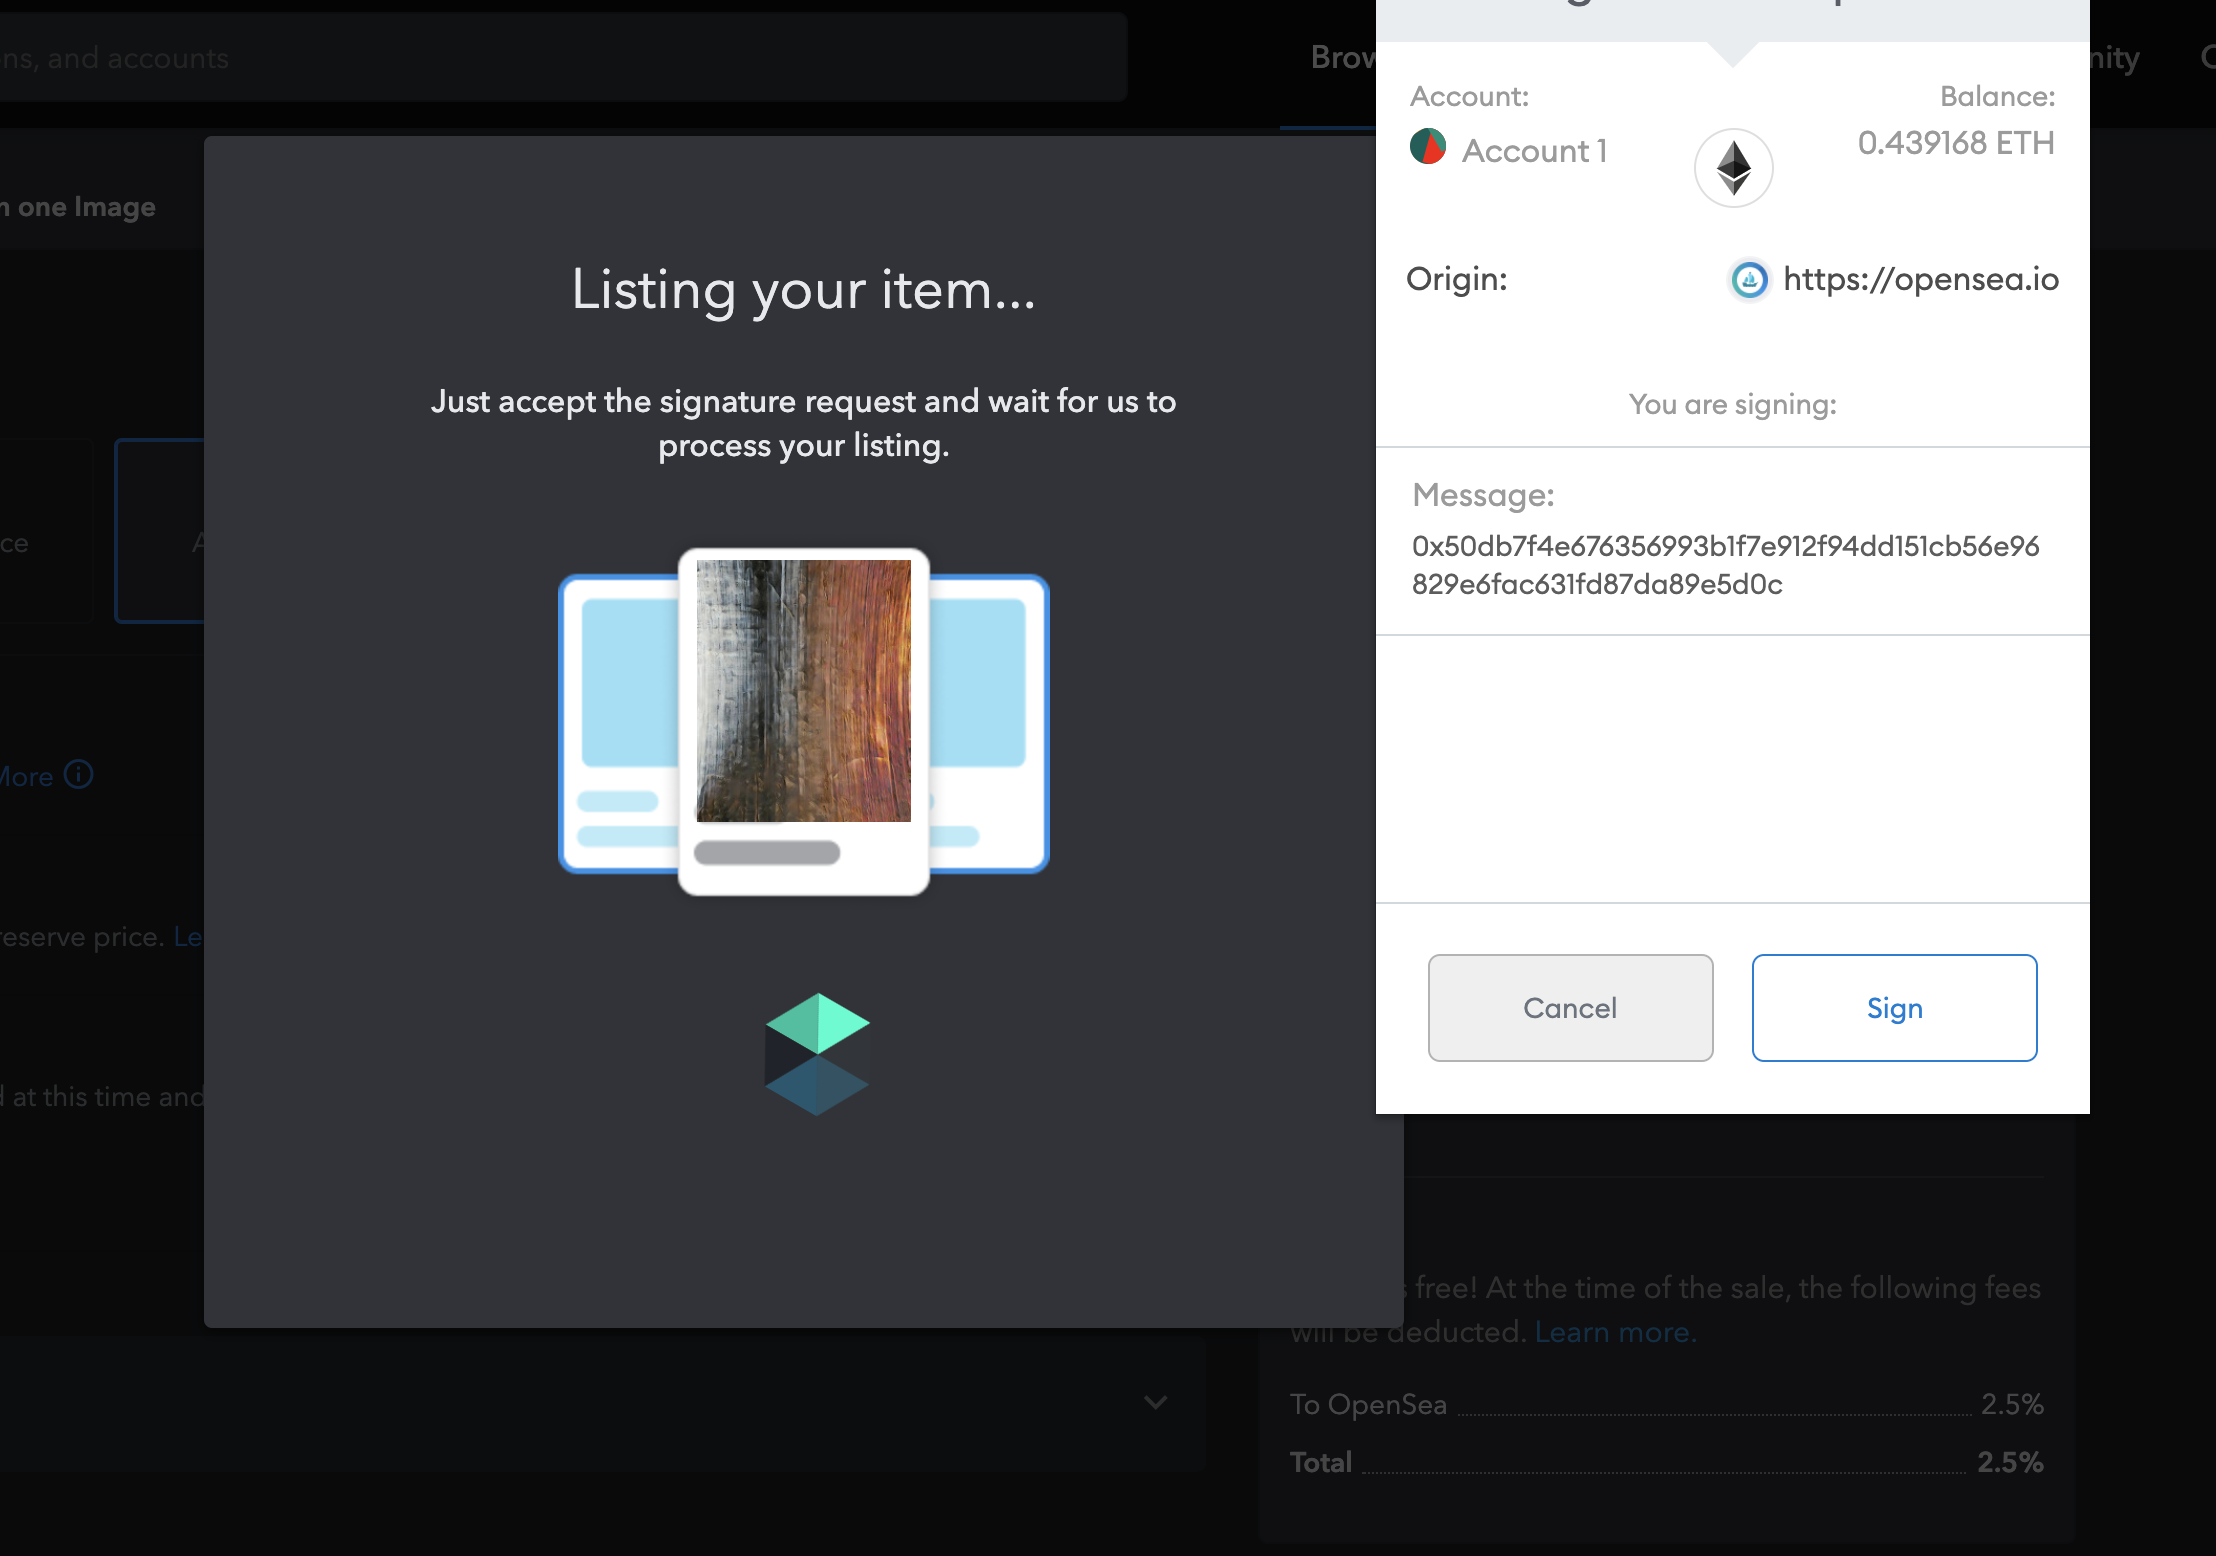 ns, and accounts
Brow
nity
n one Image
ce
A
More
reserve price. Le
d at this time and
Listing your item...
Just accept the signature request and wait for us to
process your listing.
Account:
Balance:
Account 1
0.439168 ETH
Origin:
https://opensea.io
You are signing:
Message:
0x50db7f4e676356993b1f7e912f94dd151cb56e96
829e6fac631fd87da89e5d0c
Cancel
Sign
s free! At the time of the sale, the following fees
will be deducted. Learn more.
To OpenSea 2.5%
Total 2.5%